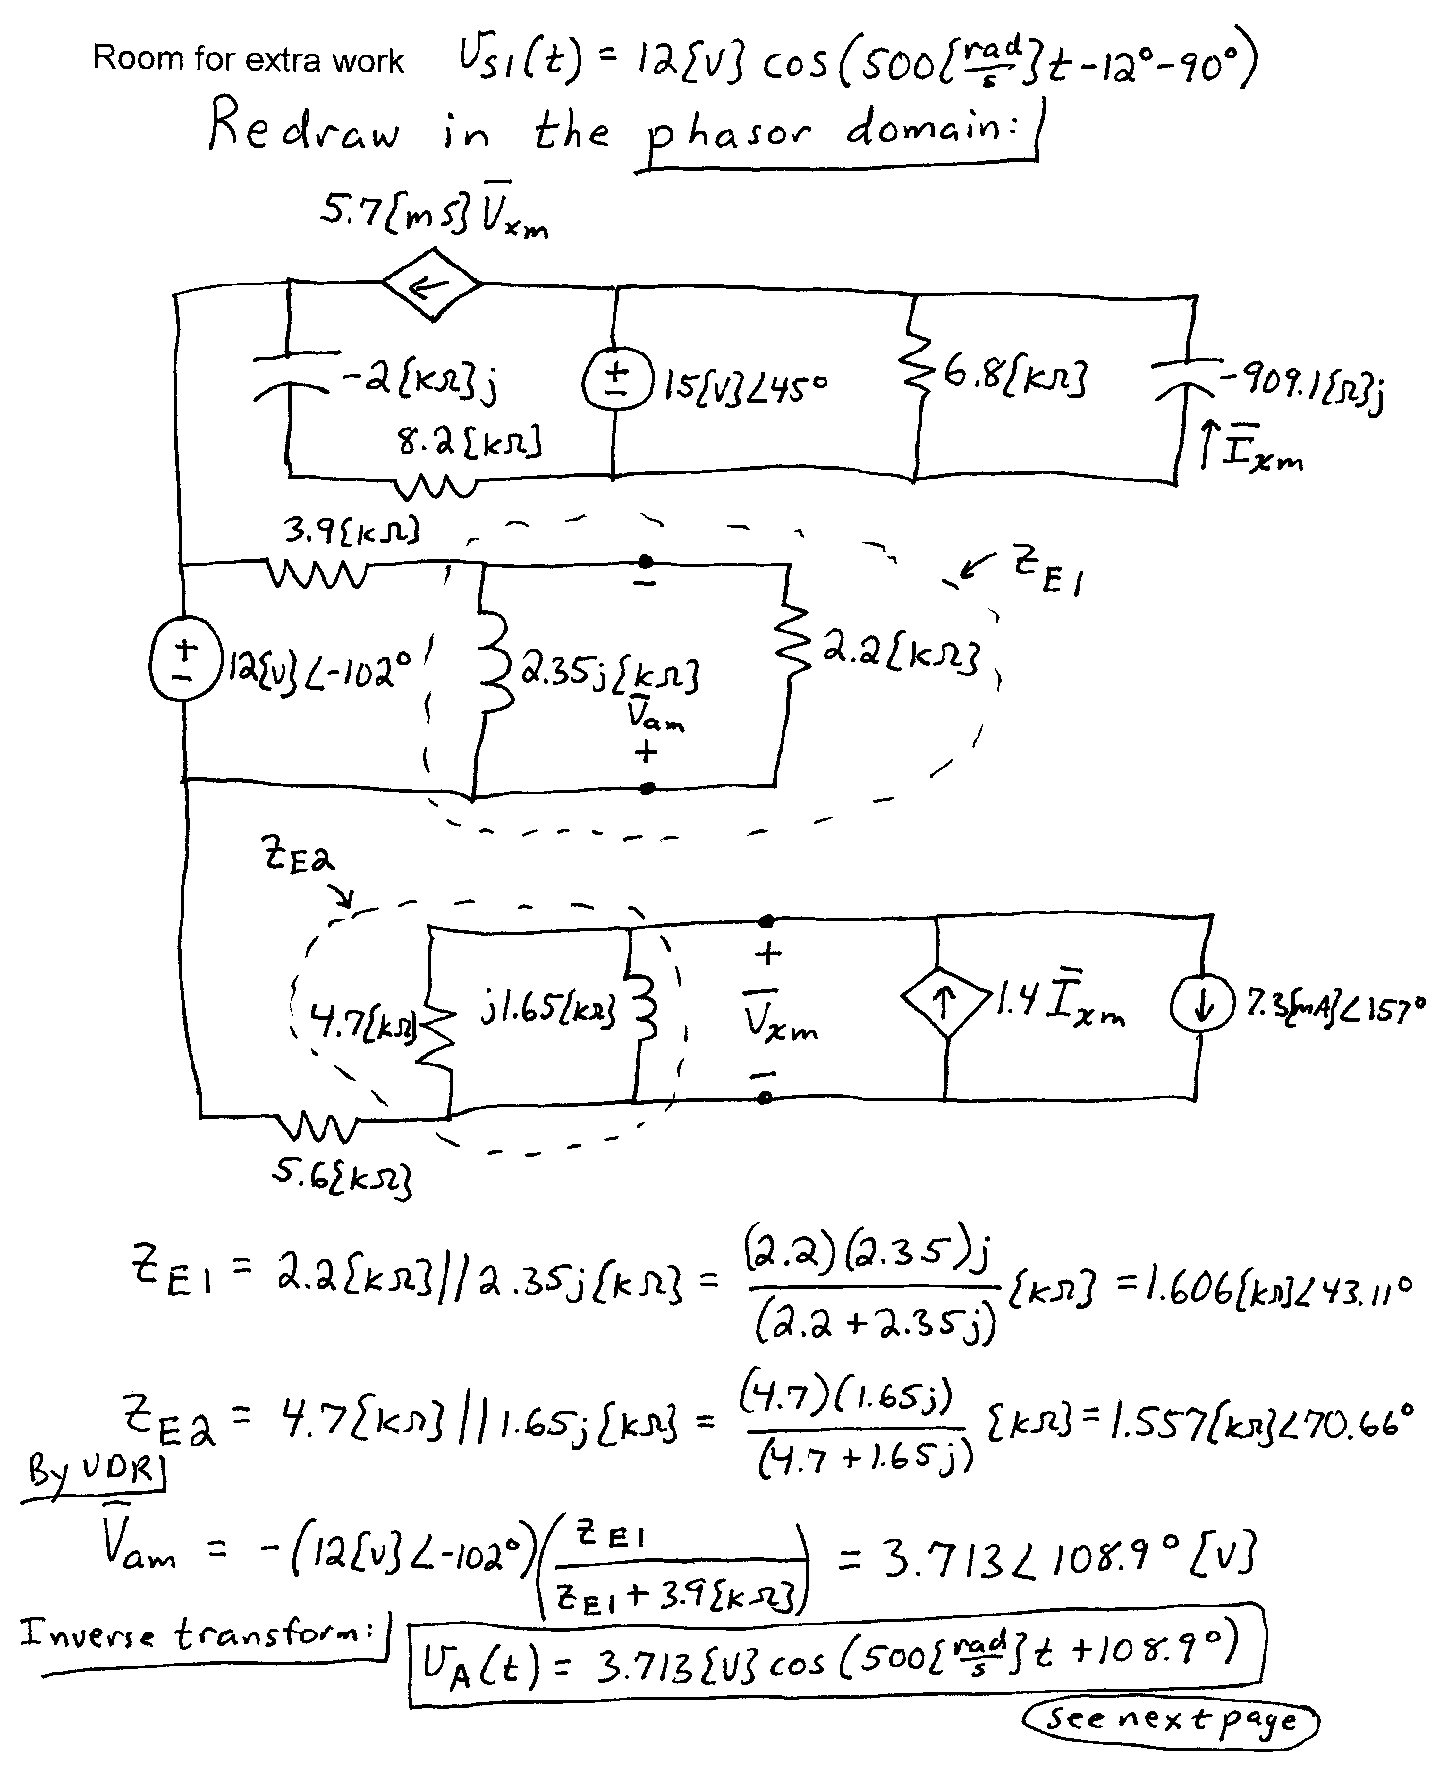 Room for extra work v_S1(t) = 12{V} cos(500{rad/s}t-12°-90°)
Redraw in the phasor domain:
5.7{mS} V̅xm
-2{kΩ}j
+
-
15{V}∠45°
6.8{kΩ}
-909.1{Ω}j
8.2{kΩ}
↑ I̅xm
3.9{kΩ}
-
Z_E1
+
-
12{V}∠-102°
2.35j{kΩ}
2.2{kΩ}
V̅am
+
Z_E2
+
4.7{kΩ}
j1.65{kΩ}
V̅xm
1.4 I̅xm
7.3{mA}∠157°
-
5.6{kΩ}
Z_E1 = 2.2{kΩ}//2.35j{kΩ} = (2.2)(2.35)j / (2.2+2.35j) {kΩ} = 1.606{kΩ}∠43.11°
Z_E2 = 4.7{kΩ}//1.65j{kΩ} = (4.7)(1.65j) / (4.7+1.65j) {kΩ} = 1.557{kΩ}∠70.66°
By VDR
V̅am = -(12{V}∠-102°)(Z_E1 / Z_E1+3.9{kΩ}) = 3.713∠108.9° {V}
Inverse transform: v_A(t) = 3.713{V} cos(500{rad/s}t+108.9°)
see next page